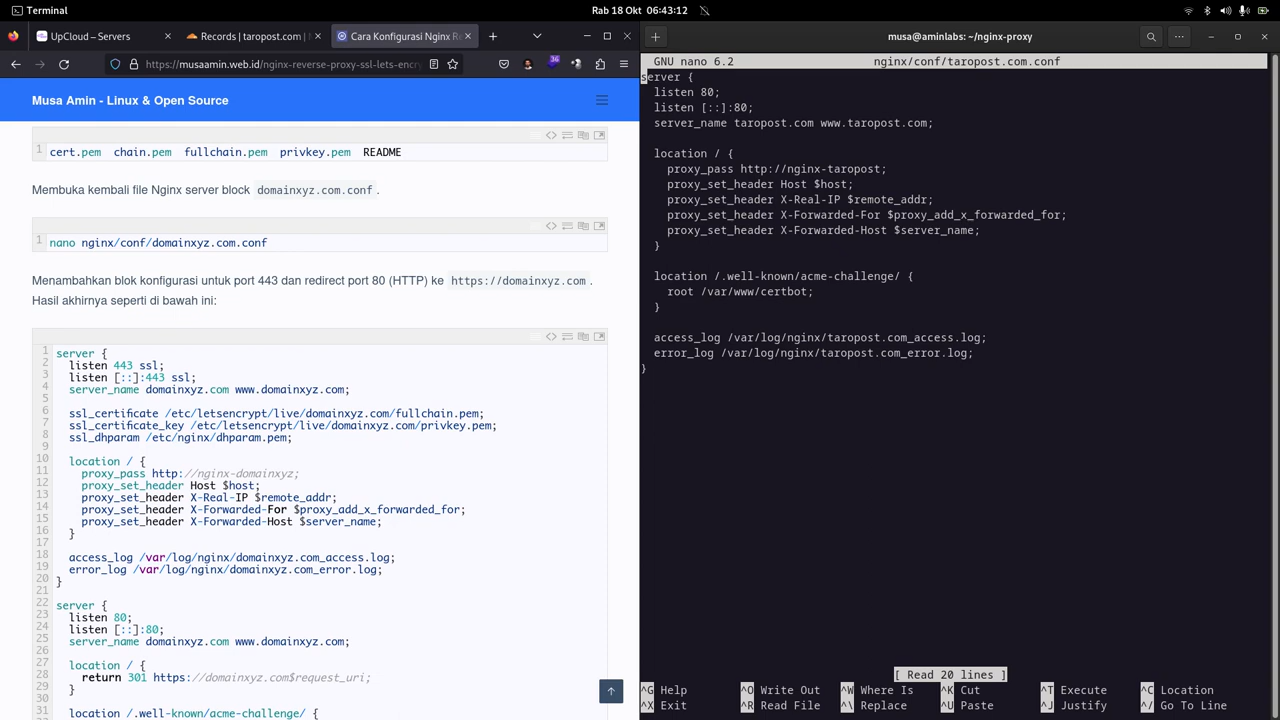 Terminal
Rab 18 Okt 06:43:12
UpCloud – Servers
Records | taropost.com |
Cara Konfigurasi Nginx Re
https://musaamin.web.id/nginx-reverse-proxy-ssl-lets-encry
Musa Amin - Linux & Open Source
1 cert.pem chain.pem fullchain.pem privkey.pem README
Membuka kembali file Nginx server block domainxyz.com.conf .
1 nano nginx/conf/domainxyz.com.conf
Menambahkan blok konfigurasi untuk port 443 dan redirect port 80 (HTTP) ke https://domainxyz.com .
Hasil akhirnya seperti di bawah ini:
1 server {
2 listen 443 ssl;
3 listen [::]:443 ssl;
4 server_name domainxyz.com www.domainxyz.com;
5
6 ssl_certificate /etc/letsencrypt/live/domainxyz.com/fullchain.pem;
7 ssl_certificate_key /etc/letsencrypt/live/domainxyz.com/privkey.pem;
8 ssl_dhparam /etc/nginx/dhparam.pem;
9
10 location / {
11 proxy_pass http://nginx-domainxyz;
12 proxy_set_header Host $host;
13 proxy_set_header X-Real-IP $remote_addr;
14 proxy_set_header X-Forwarded-For $proxy_add_x_forwarded_for;
15 proxy_set_header X-Forwarded-Host $server_name;
16 }
17
18 access_log /var/log/nginx/domainxyz.com_access.log;
19 error_log /var/log/nginx/domainxyz.com_error.log;
20 }
21
22 server {
23 listen 80;
24 listen [::]:80;
25 server_name domainxyz.com www.domainxyz.com;
26
27 location / {
28 return 301 https://domainxyz.com$request_uri;
29 }
30
31 location /.well-known/acme-challenge/ {
musa@aminlabs: ~/nginx-proxy
GNU nano 6.2 nginx/conf/taropost.com.conf
server {
listen 80;
listen [::]:80;
server_name taropost.com www.taropost.com;
location / {
proxy_pass http://nginx-taropost;
proxy_set_header Host $host;
proxy_set_header X-Real-IP $remote_addr;
proxy_set_header X-Forwarded-For $proxy_add_x_forwarded_for;
proxy_set_header X-Forwarded-Host $server_name;
}
location /.well-known/acme-challenge/ {
root /var/www/certbot;
}
access_log /var/log/nginx/taropost.com_access.log;
error_log /var/log/nginx/taropost.com_error.log;
}
[ Read 20 lines ]
^G Help ^O Write Out ^W Where Is ^K Cut ^T Execute ^C Location
^X Exit ^R Read File ^\ Replace ^U Paste ^J Justify ^/ Go To Line